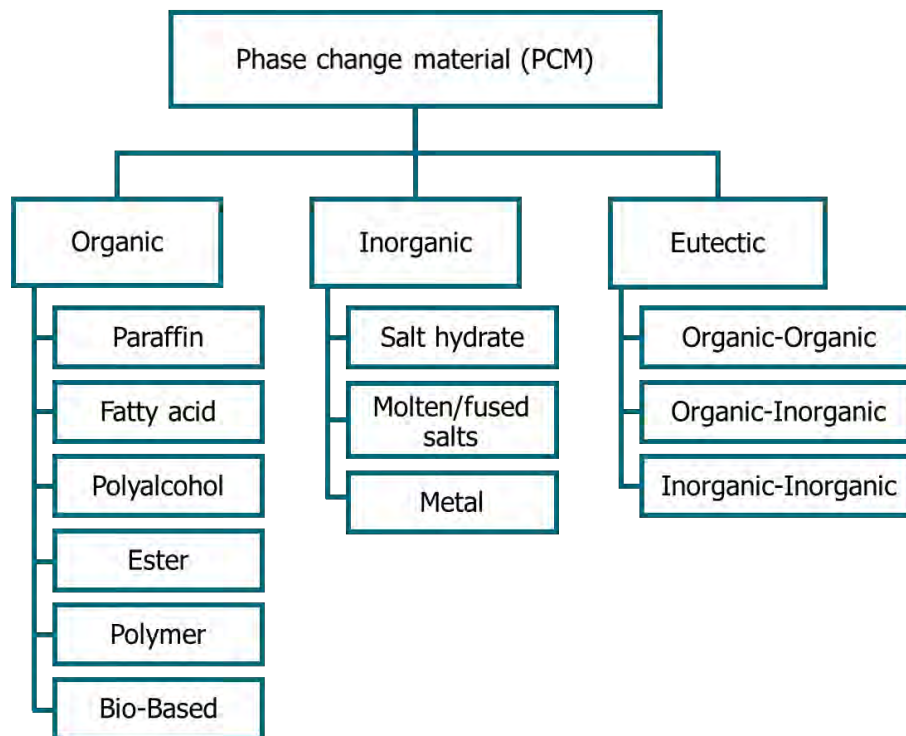 Phase change material (PCM)
Organic
Inorganic
Eutectic
Paraffin
Fatty acid
Polyalcohol
Ester
Polymer
Bio-Based
Salt hydrate
Molten/fused
salts
Metal
Organic-Organic
Organic-Inorganic
Inorganic-Inorganic